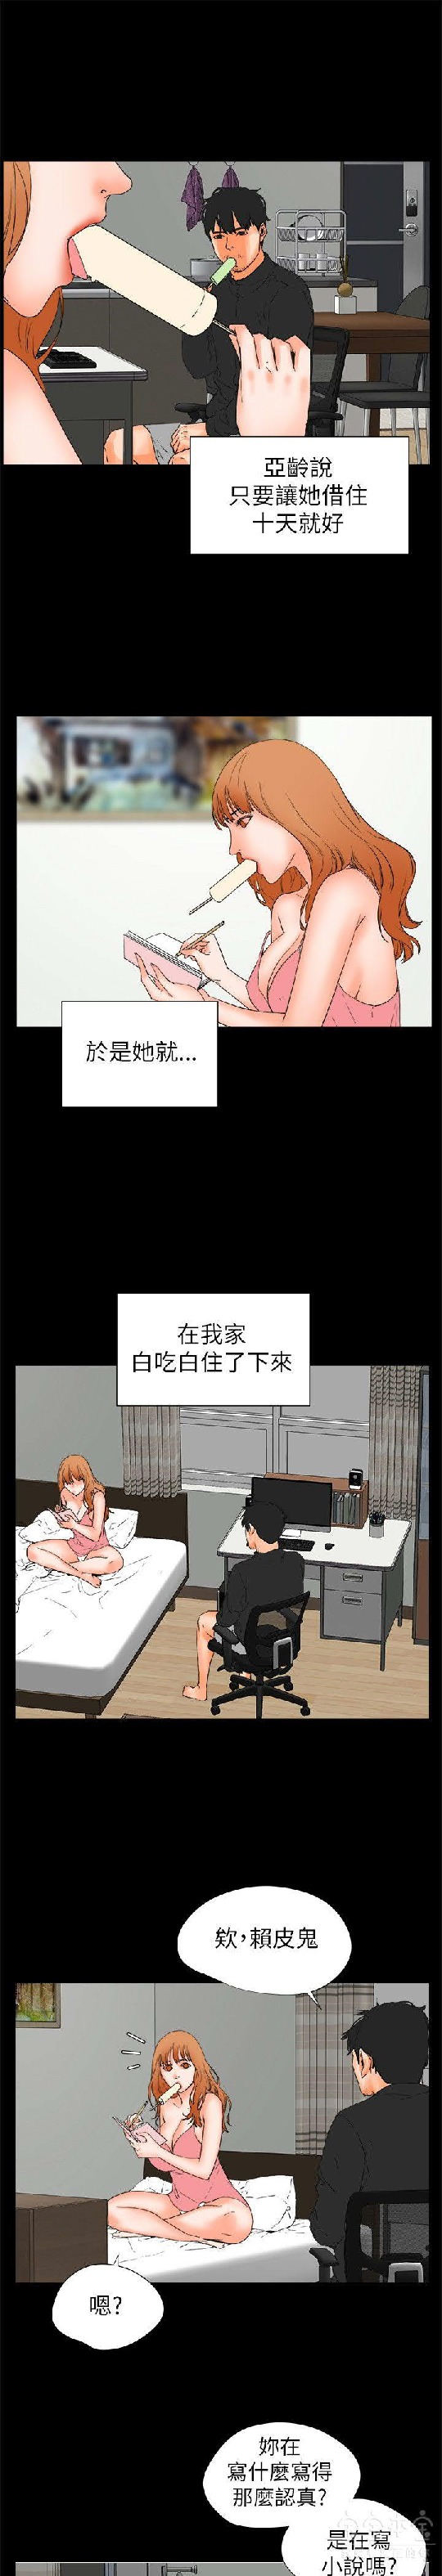 亞齡說
只要讓她借住
十天就好
於是她就...
在我家
白吃白住了下來
欸,賴皮鬼
嗯?
妳在
寫什麼寫得
那麼認真?
是在寫
小說嗎?